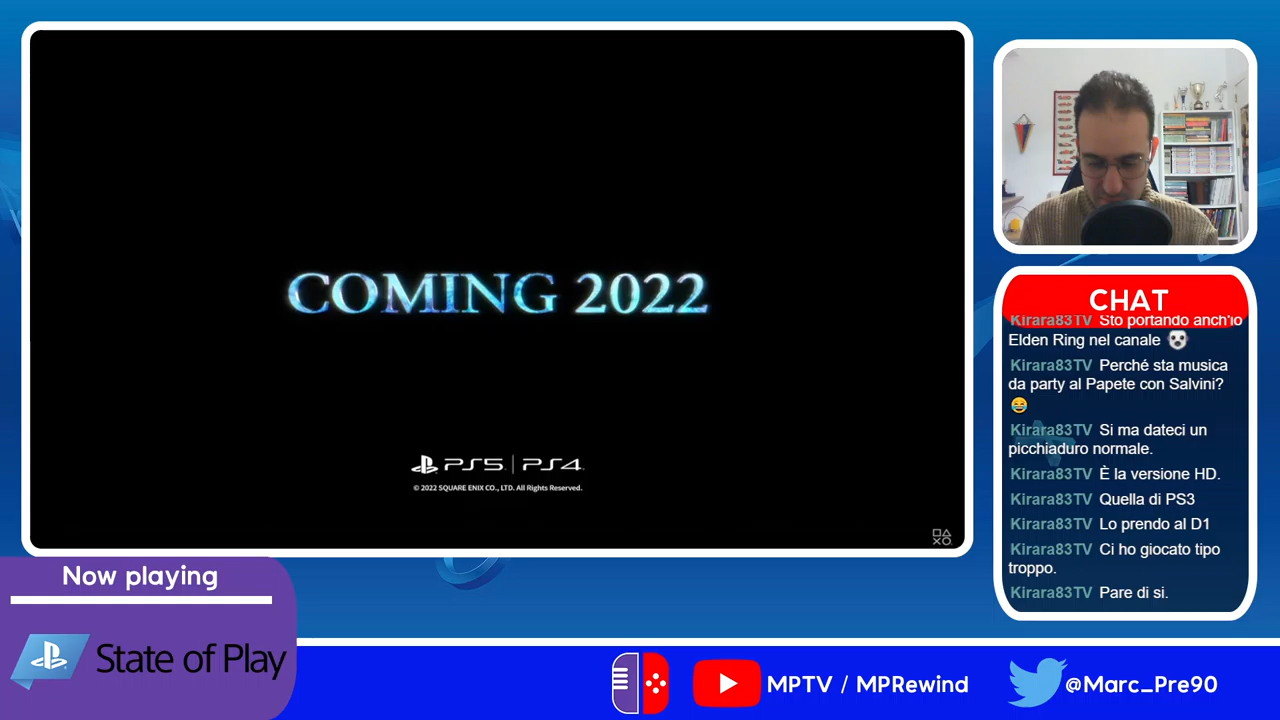 COMING 2022
PS5 | PS4
© 2022 SQUARE ENIX CO., LTD. All Rights Reserved.
CHAT
Kirara83TV Sto portando anch'io
Elden Ring nel canale
Kirara83TV Perché sta musica
da party al Papete con Salvini?
Kirara83TV Si ma dateci un
picchiaduro normale.
Kirara83TV È la versione HD.
Kirara83TV Quella di PS3
Kirara83TV Lo prendo al D1
Kirara83TV Ci ho giocato tipo
troppo.
Kirara83TV Pare di si.
Now playing
State of Play
MPTV / MPRewind
@Marc_Pre90